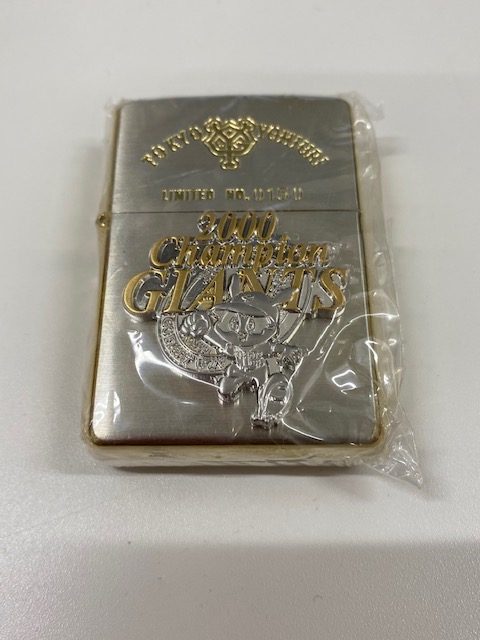 TOKYO YOMIURI
LIMITED NO.
2000
Champion
GIANTS